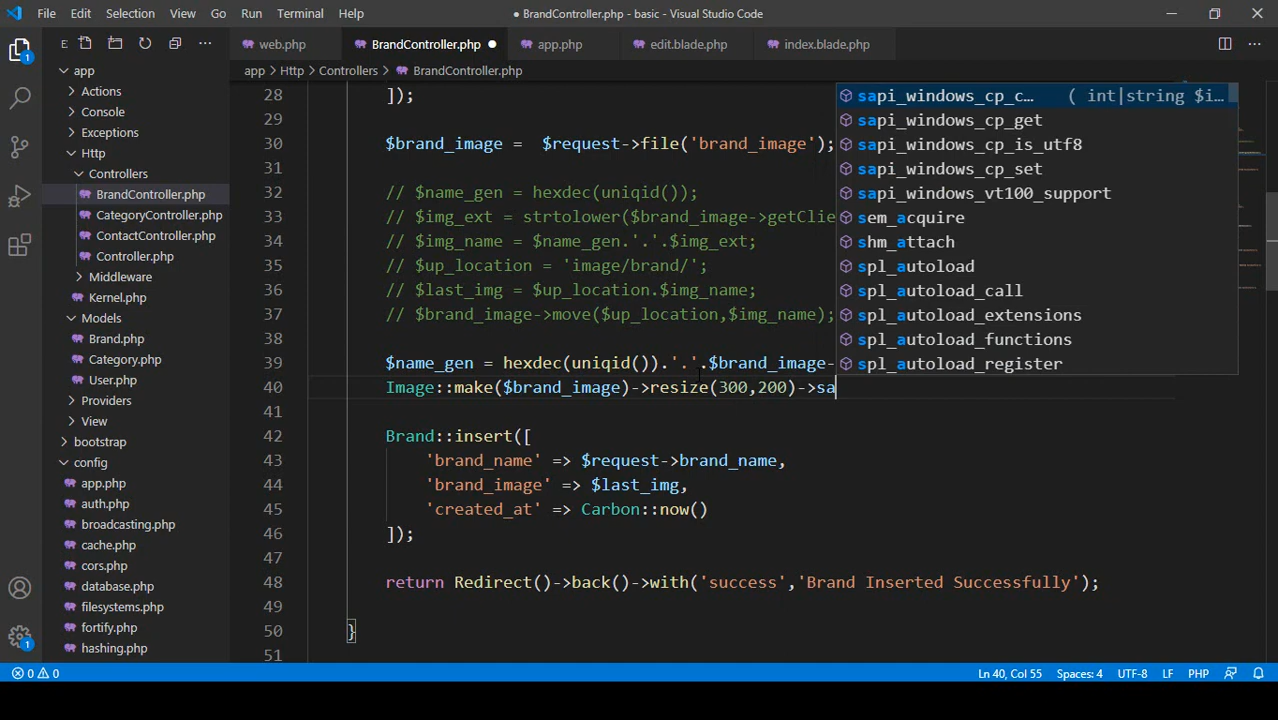 File Edit Selection View Go Run Terminal Help ● BrandController.php - basic - Visual Studio Code
E web.php BrandController.php ● app.php edit.blade.php index.blade.php
app > Http > Controllers > BrandController.php
1
app
Actions
Console
Exceptions
Http
Controllers
BrandController.php
CategoryController.php
ContactController.php
Controller.php
Middleware
Kernel.php
Models
Brand.php
Category.php
User.php
Providers
View
bootstrap
config
app.php
auth.php
broadcasting.php
cache.php
cors.php
database.php
filesystems.php
fortify.php
hashing.php
1
28 ]);
29
30 $brand_image =  $request->file('brand_image');
31
32 // $name_gen = hexdec(uniqid());
33 // $img_ext = strtolower($brand_image->getClie
34 // $img_name = $name_gen.'.'.$img_ext;
35 // $up_location = 'image/brand/';
36 // $last_img = $up_location.$img_name;
37 // $brand_image->move($up_location,$img_name);
38
39 $name_gen = hexdec(uniqid()).'.'.$brand_image-
40 Image::make($brand_image)->resize(300,200)->sa
41
42 Brand::insert([
43 'brand_name' => $request->brand_name,
44 'brand_image' => $last_img,
45 'created_at' => Carbon::now()
46 ]);
47
48 return Redirect()->back()->with('success','Brand Inserted Successfully');
49
50 }
51
sapi_windows_cp_c… ( int|string $i…
sapi_windows_cp_get
sapi_windows_cp_is_utf8
sapi_windows_cp_set
sapi_windows_vt100_support
sem_acquire
shm_attach
spl_autoload
spl_autoload_call
spl_autoload_extensions
spl_autoload_functions
spl_autoload_register
0 0 Ln 40, Col 55 Spaces: 4 UTF-8 LF PHP